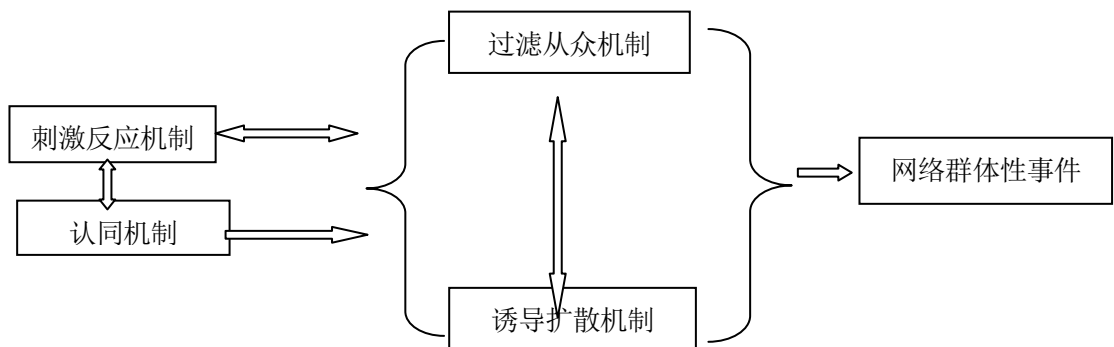 过滤从众机制
刺激反应机制
网络群体性事件
认同机制
诱导扩散机制